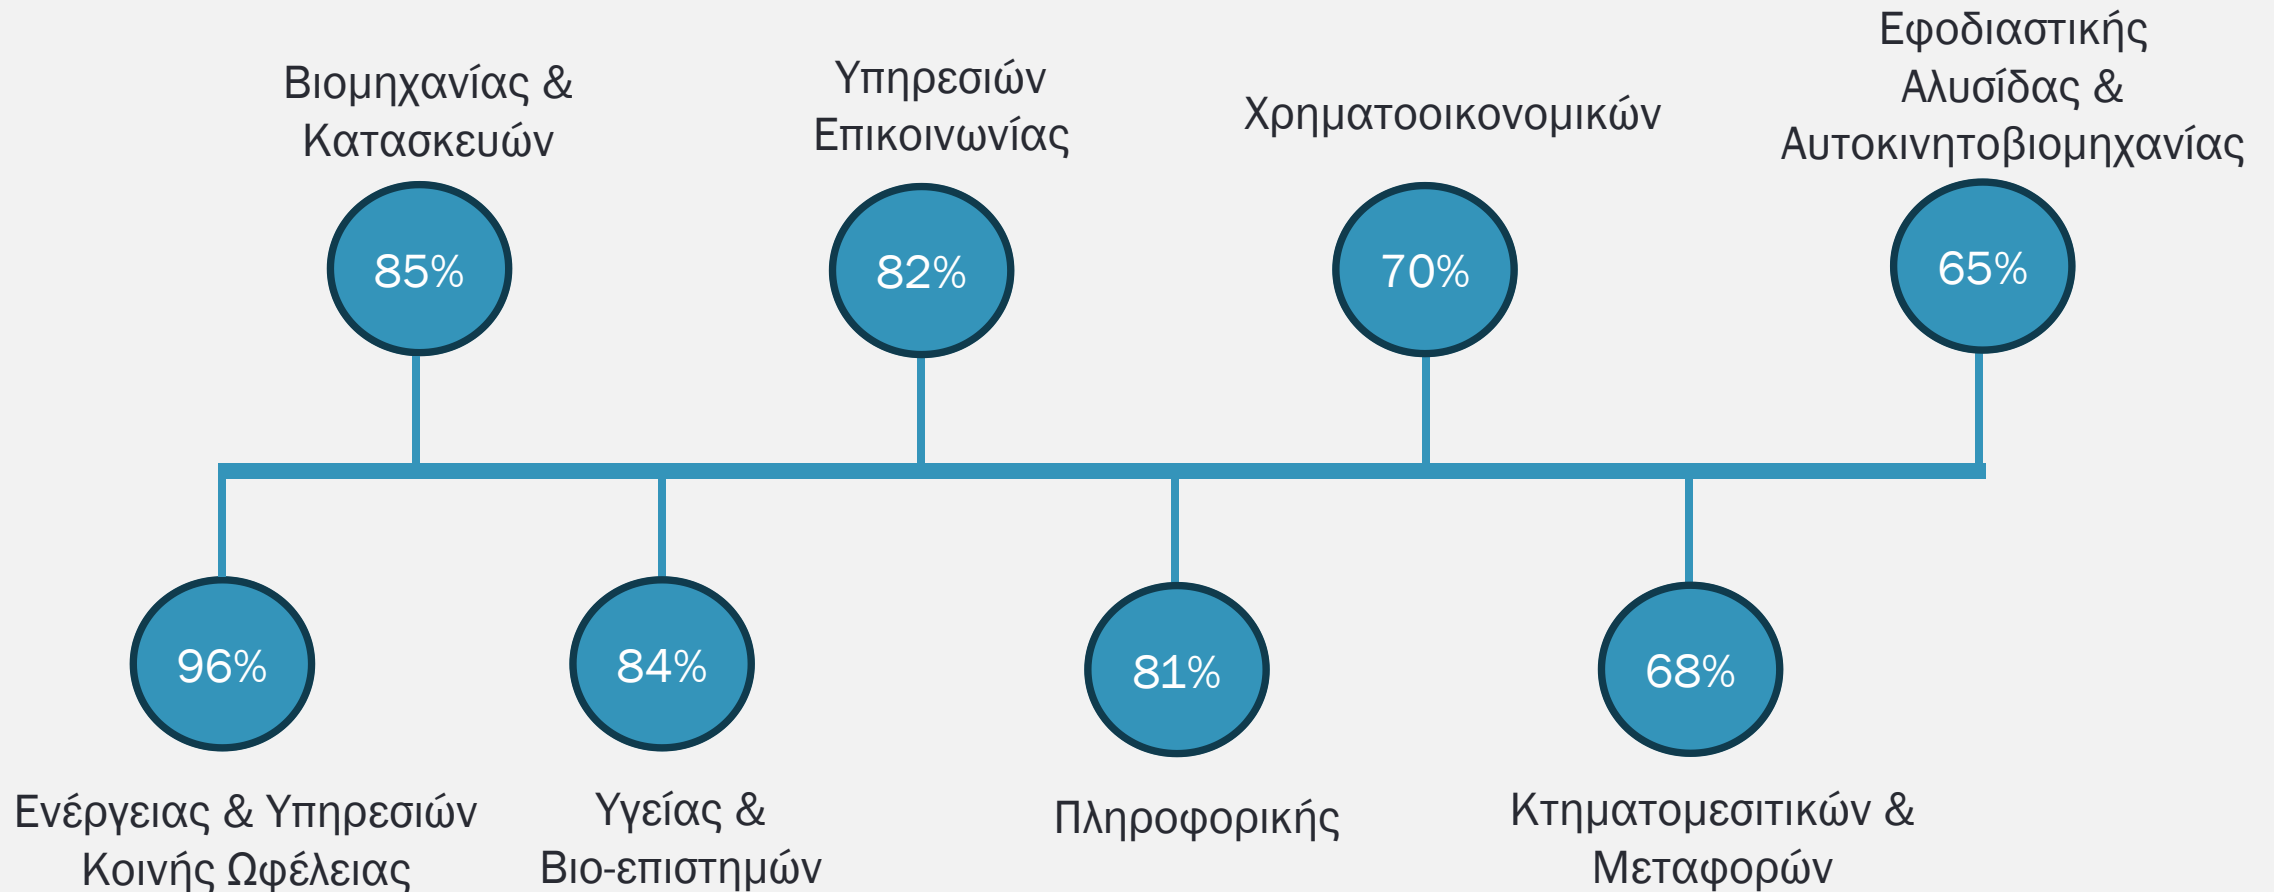 Βιομηχανίας &
Κατασκευών
85%
Υπηρεσιών
Επικοινωνίας
82%
Χρηματοοικονομικών
70%
Εφοδιαστικής
Αλυσίδας &
Αυτοκινητοβιομηχανίας
65%
96%
Ενέργειας & Υπηρεσιών
Κοινής Ωφέλειας
84%
Υγείας &
Βιο-επιστημών
81%
Πληροφορικής
68%
Κτηματομεσιτικών &
Μεταφορών